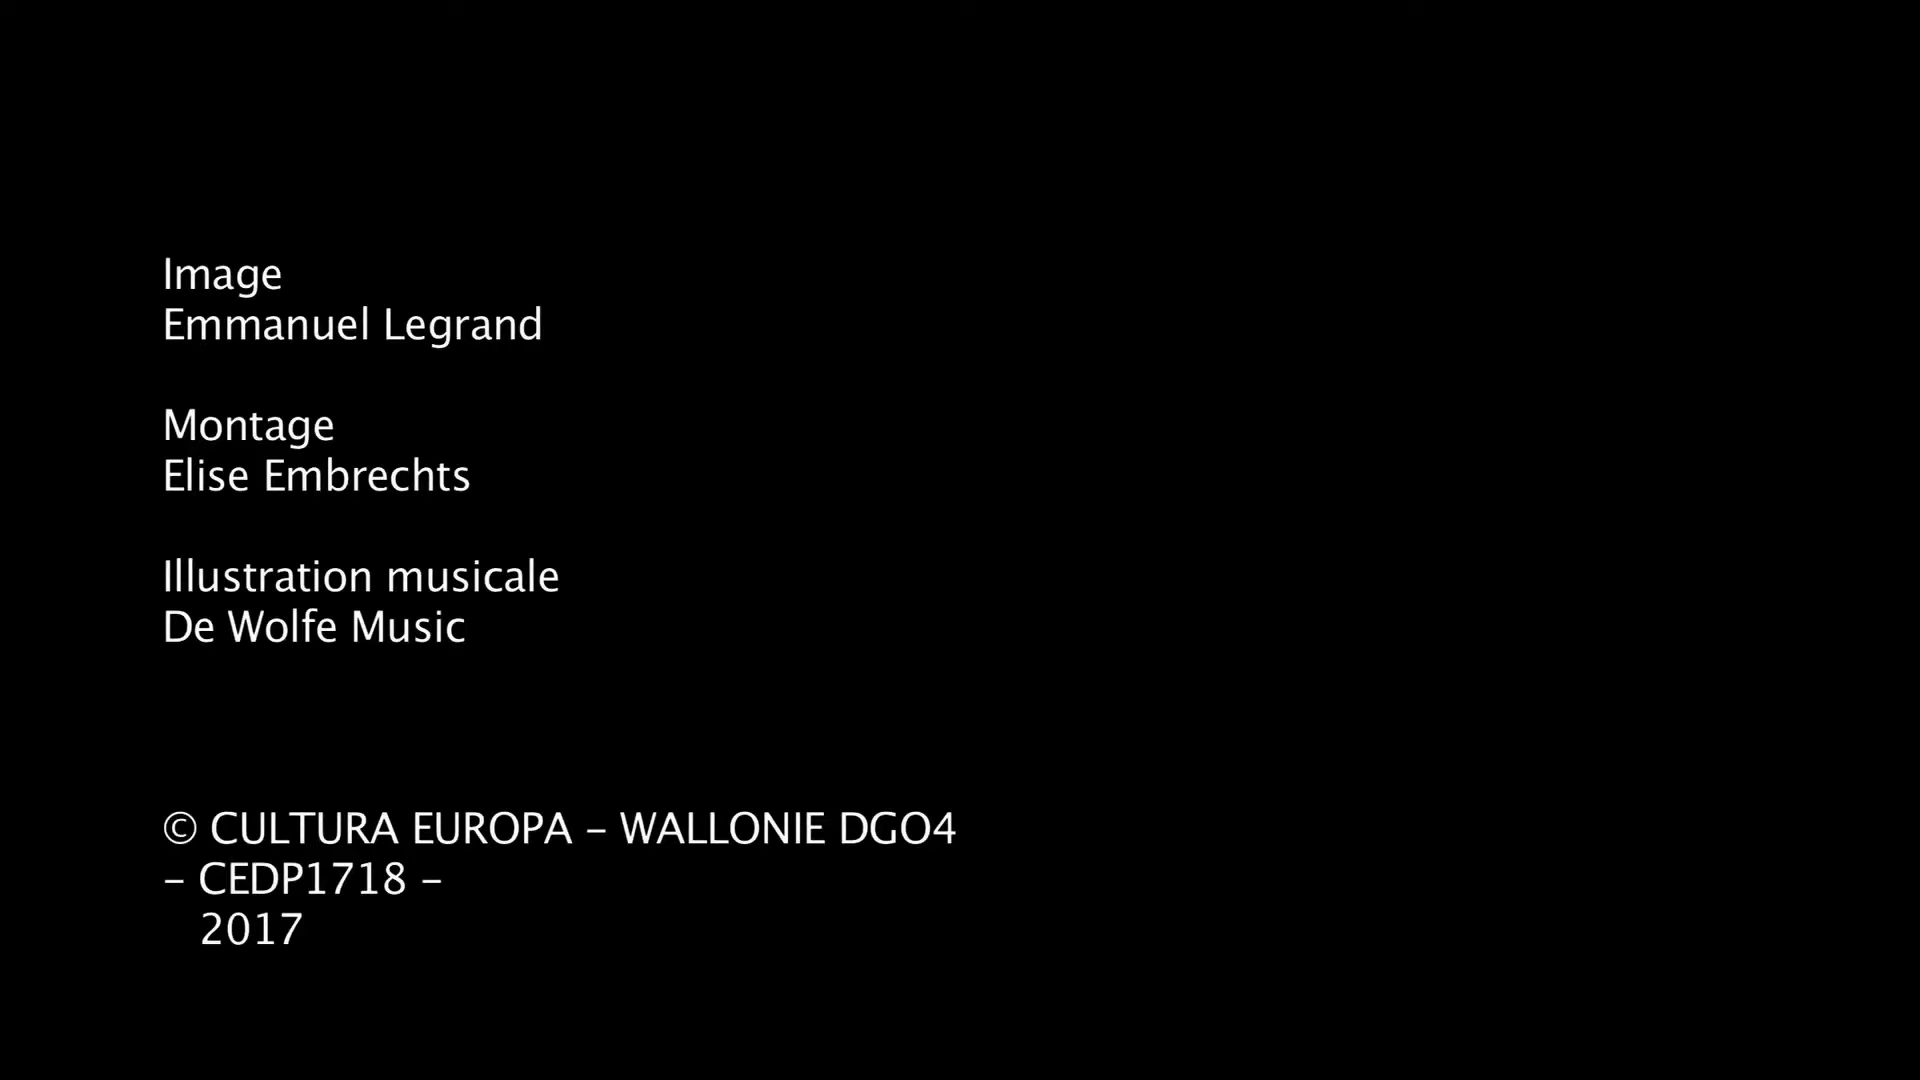 Image
Emmanuel Legrand
Montage
Elise Embrechts
Illustration musicale
De Wolfe Music
© CULTURA EUROPA – WALLONIE DGO4
– CEDP1718 –
2017